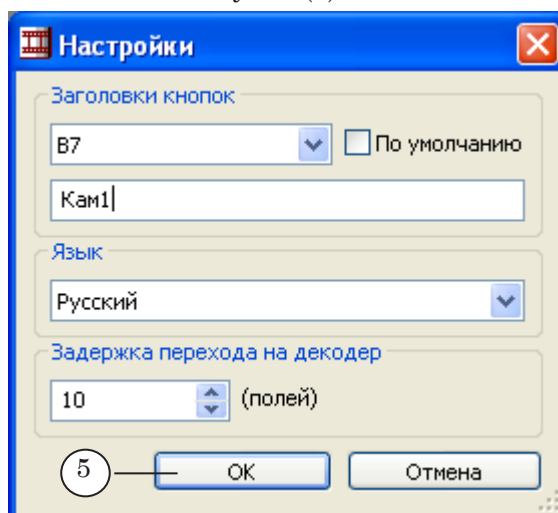 Настройки
Заголовки кнопок
B7 По умолчанию
Кам1
Язык
Русский
Задержка перехода на декодер
10 (полей)
5 OK Отмена